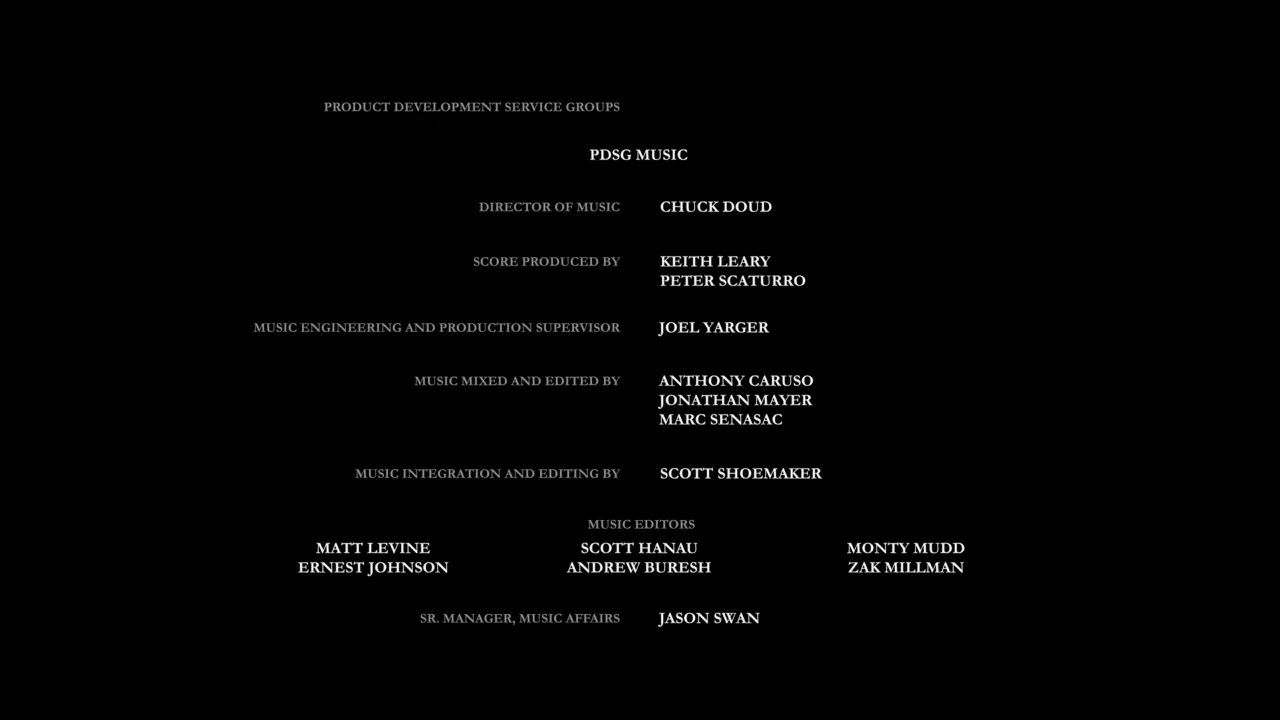 PRODUCT DEVELOPMENT SERVICE GROUPS
PDSG MUSIC
DIRECTOR OF MUSIC CHUCK DOUD
SCORE PRODUCED BY KEITH LEARY
PETER SCATURRO
MUSIC ENGINEERING AND PRODUCTION SUPERVISOR JOEL YARGER
MUSIC MIXED AND EDITED BY ANTHONY CARUSO
JONATHAN MAYER
MARC SENASAC
MUSIC INTEGRATION AND EDITING BY SCOTT SHOEMAKER
MUSIC EDITORS
MATT LEVINE SCOTT HANAU MONTY MUDD
ERNEST JOHNSON ANDREW BURESH ZAK MILLMAN
SR. MANAGER, MUSIC AFFAIRS JASON SWAN